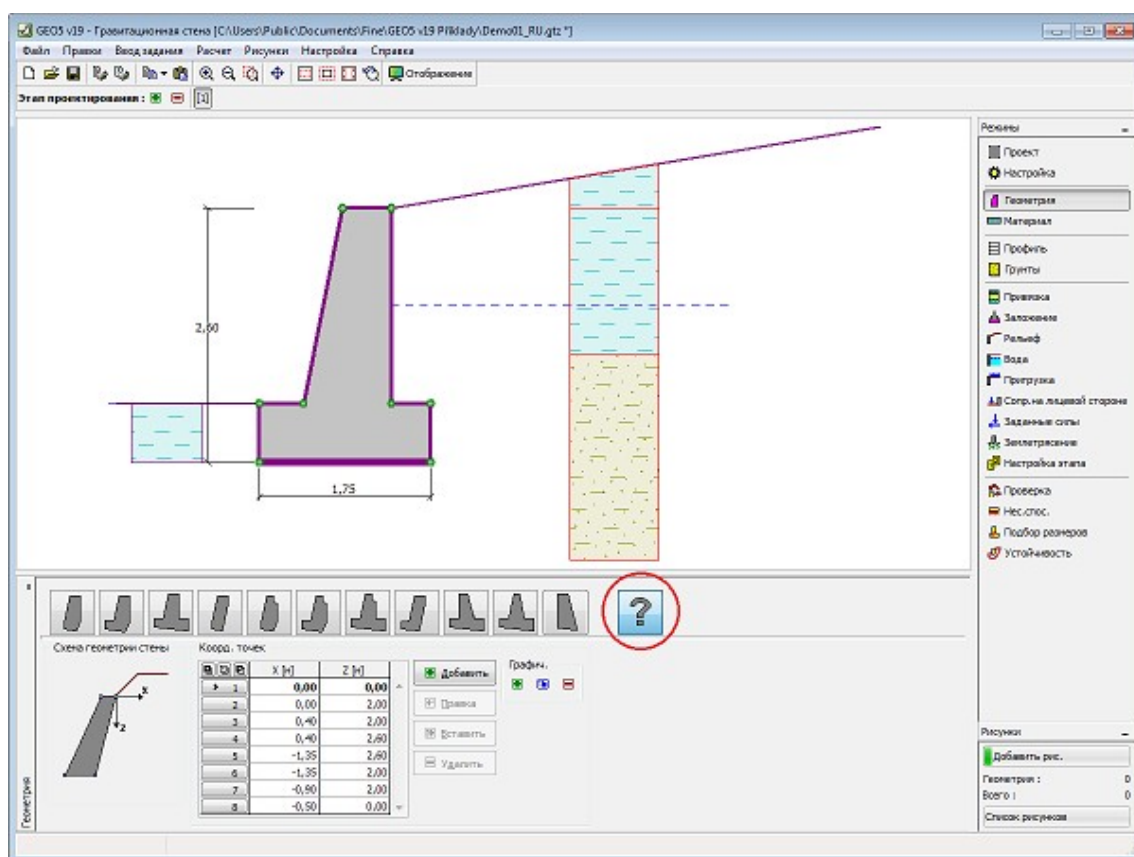 GEO5 v19 - Гравитационная стена [C:\Users\Public\Documents\Fine\GEO5 v19 Příklady\Demo01_RU.gtz *]
Файл Правки Ввод задания Расчет Рисунки Настройка Справка
Отображение
Этап проектирования : [1]
Режимы
Проект
Настройка
Геометрия
Материал
Профиль
Грунты
Привязка
Заложение
Рельеф
Вода
Пригрузка
Сопр. на лицевой стороне
Заданные силы
Землетрясение
Настройка этапа
Проверка
Нес.спос.
Подбор размеров
Устойчивость
2,60
1,75
?
Схема геометрии стены
x
z
Коорд. точек
X [м] Z [м]
1 0,00 0,00
2 0,00 2,00
3 0,40 2,00
4 0,40 2,60
5 -1,35 2,60
6 -1,35 2,00
7 -0,90 2,00
8 -0,50 0,00
Добавить
Правка
Вставить
Удалить
Графич.
Геометрия
Рисунки
Добавить рис.
Геометрия : 0
Всего : 0
Список рисунков